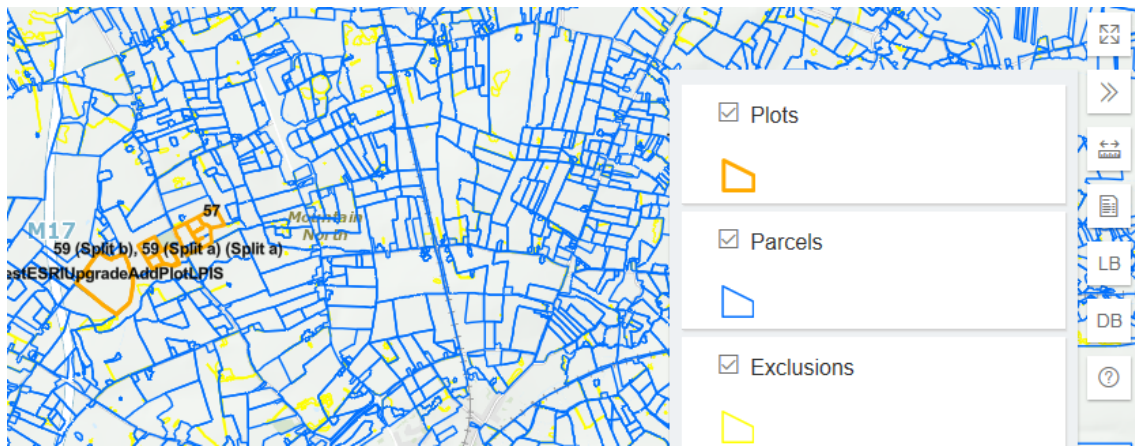 57
Mountain
North
M17
59 (Split b), 59 (Split a) (Split a)
estESRIUpgradeAddPlotLPIS
Plots
Parcels
Exclusions
LB
DB
?